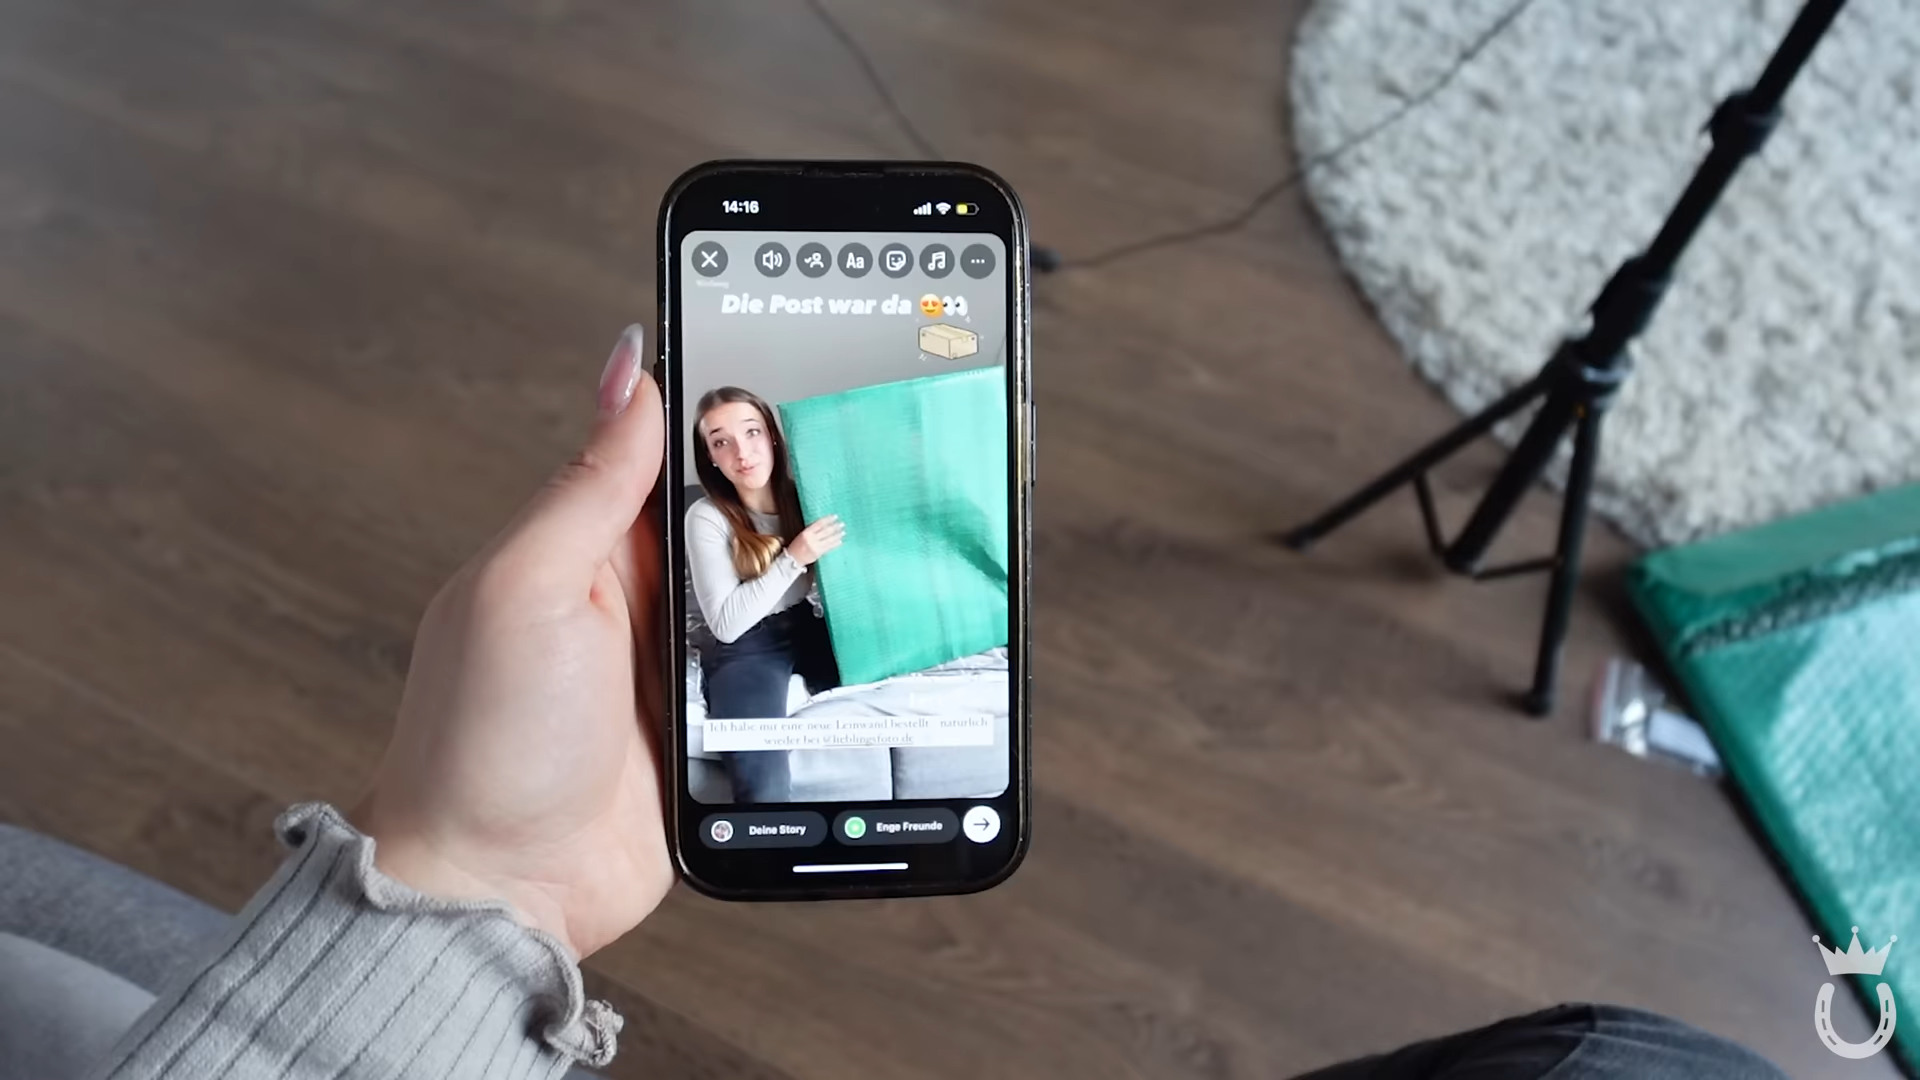 14:16
Aa
Werbung
Die Post war da 😍👀
Ich habe mir eine neue Leinwand bestellt - natürlich
wieder bei @lieblingsfoto.de
Deine Story
Enge Freunde